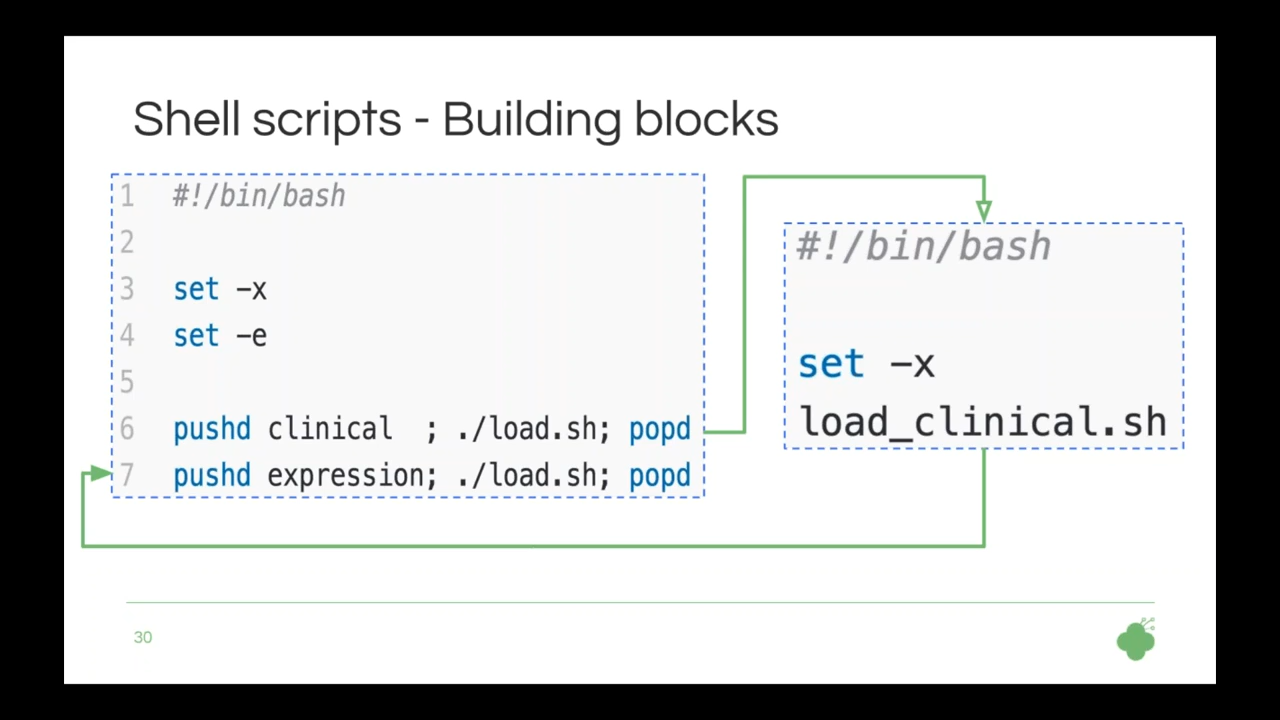 Shell scripts - Building blocks
1 #!/bin/bash
2
3 set -x
4 set -e
5
6 pushd clinical  ; ./load.sh; popd
7 pushd expression; ./load.sh; popd
#!/bin/bash
set -x
load_clinical.sh
30